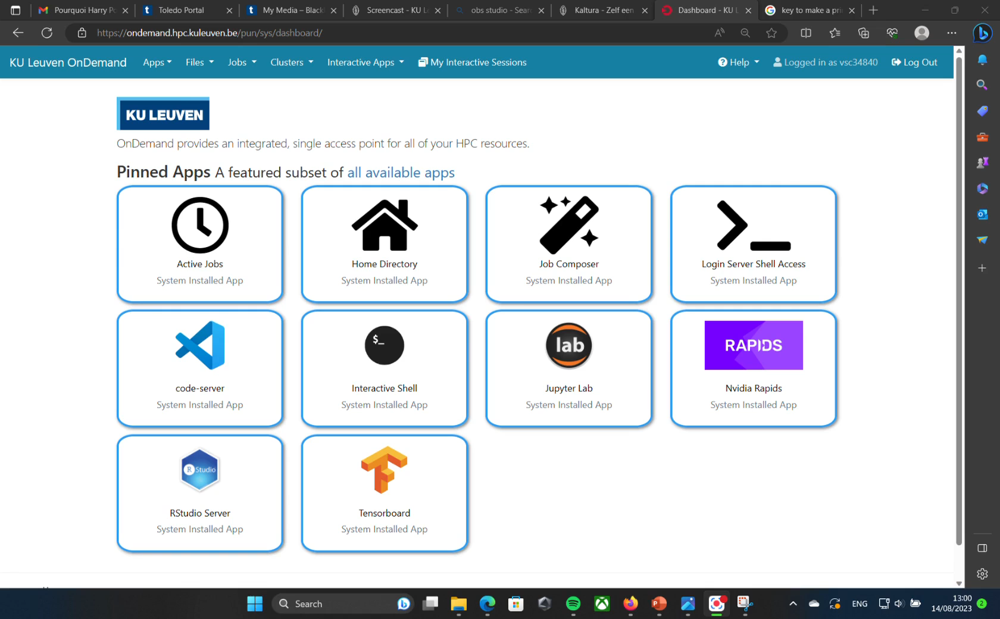 Pourquoi Harry Po
Toledo Portal
My Media – Black
Screencast - KU Le
obs studio - Searc
Kaltura - Zelf een
Dashboard - KU L
key to make a pri
https://ondemand.hpc.kuleuven.be/pun/sys/dashboard/
KU Leuven OnDemand
Apps
Files
Jobs
Clusters
Interactive Apps
My Interactive Sessions
Help
Logged in as vsc34840
Log Out
KU LEUVEN
OnDemand provides an integrated, single access point for all of your HPC resources.
Pinned Apps A featured subset of all available apps
Active Jobs
System Installed App
Home Directory
System Installed App
Job Composer
System Installed App
Login Server Shell Access
System Installed App
code-server
System Installed App
$_
Interactive Shell
System Installed App
lab
Jupyter Lab
System Installed App
RAPIDS
Nvidia Rapids
System Installed App
R Studio
RStudio Server
System Installed App
Tensorboard
System Installed App
Search
ENG
13:00
14/08/2023
2